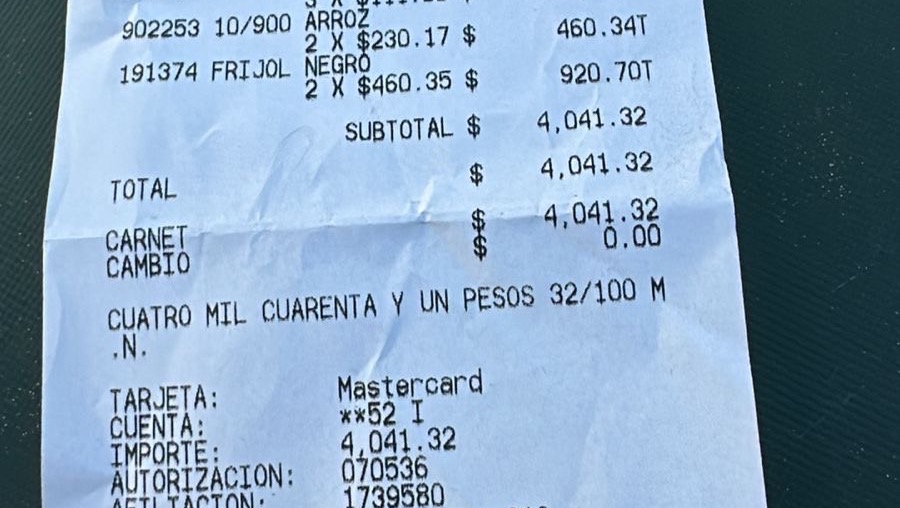 902253 10/900 ARROZ
2 X $230.17 $ 460.34T
191374 FRIJOL NEGRO
2 X $460.35 $ 920.70T
SUBTOTAL $ 4,041.32
TOTAL $ 4,041.32
CARNET $ 4,041.32
CAMBIO $ 0.00
CUATRO MIL CUARENTA Y UN PESOS 32/100 M
.N.
TARJETA: Mastercard
CUENTA: **52 I
IMPORTE: 4,041.32
AUTORIZACION: 070536
AFILIACION: 1739580